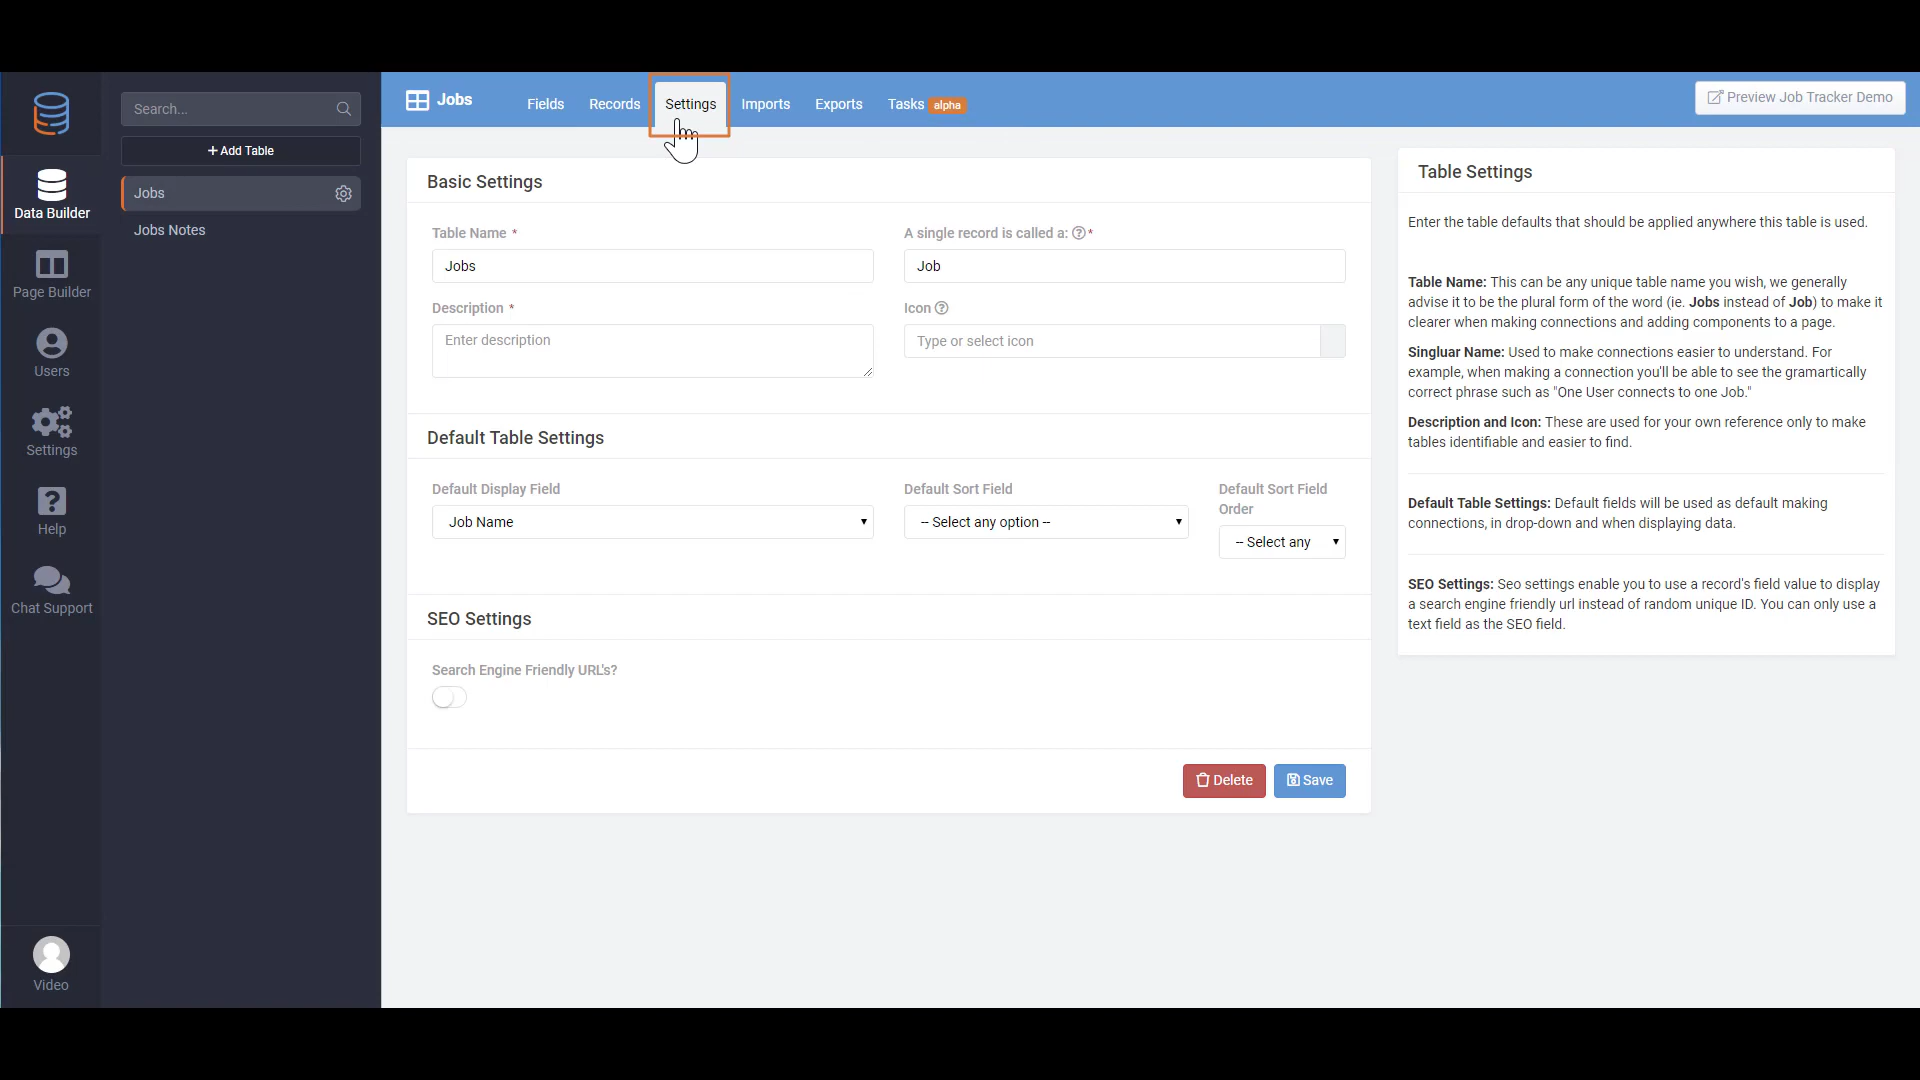 Data Builder
Page Builder
Users
Settings
Help
Chat Support
Video
Search...
+ Add Table
Jobs
Jobs Notes
Jobs
Fields
Records
Settings
Imports
Exports
Tasks alpha
Preview Job Tracker Demo
Basic Settings
Table Name *
Jobs
A single record is called a: *
Job
Description *
Enter description
Icon
Type or select icon
Default Table Settings
Default Display Field
Job Name
Default Sort Field
-- Select any option --
Default Sort Field
Order
-- Select any
SEO Settings
Search Engine Friendly URL's?
Delete
Save
Table Settings
Enter the table defaults that should be applied anywhere this table is used.
Table Name: This can be any unique table name you wish, we generally
advise it to be the plural form of the word (ie. Jobs instead of Job) to make it
clearer when making connections and adding components to a page.
Singluar Name: Used to make connections easier to understand. For
example, when making a connection you'll be able to see the gramartically
correct phrase such as "One User connects to one Job."
Description and Icon: These are used for your own reference only to make
tables identifiable and easier to find.
Default Table Settings: Default fields will be used as default making
connections, in drop-down and when displaying data.
SEO Settings: Seo settings enable you to use a record's field value to display
a search engine friendly url instead of random unique ID. You can only use a
text field as the SEO field.